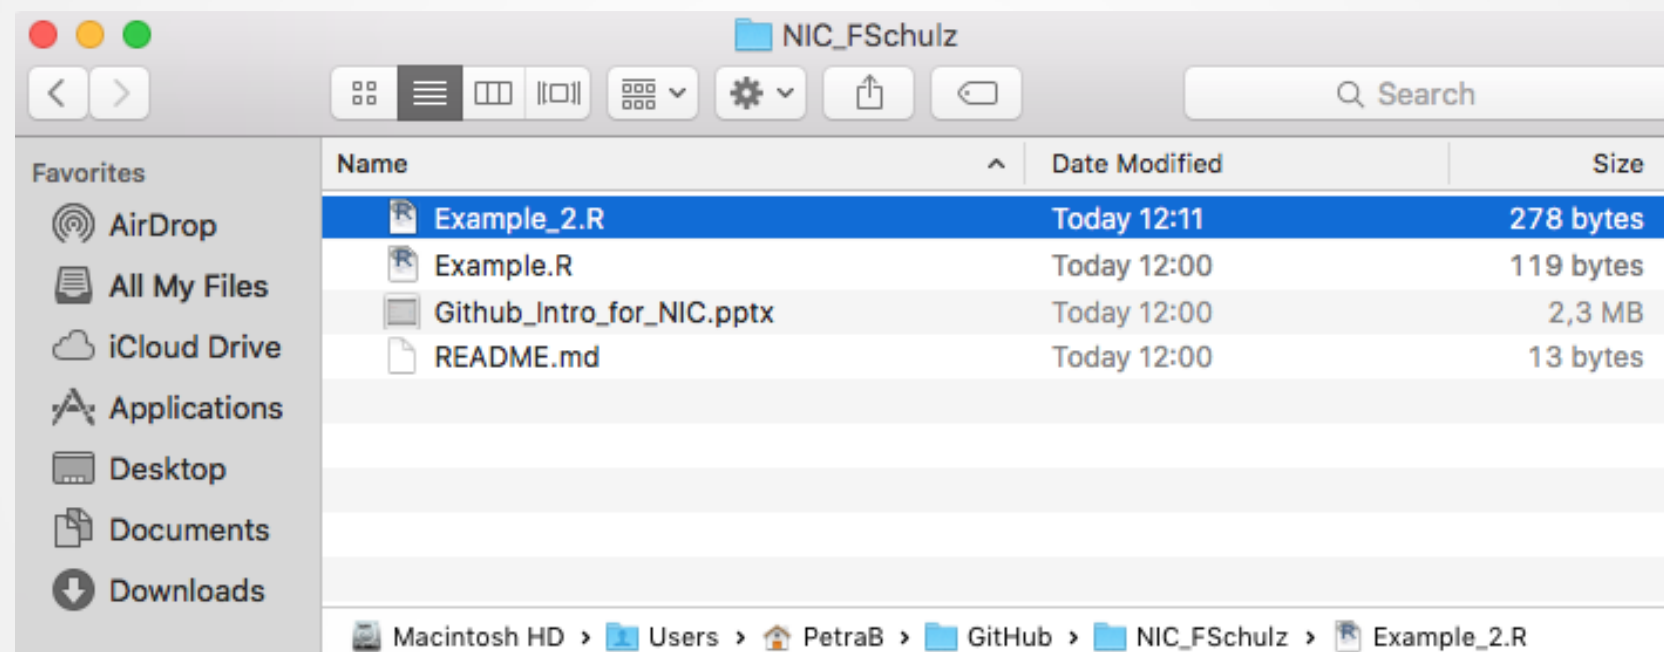 NIC_FSchulz
Search
Favorites
AirDrop
All My Files
iCloud Drive
Applications
Desktop
Documents
Downloads
Name Date Modified Size
Example_2.R Today 12:11 278 bytes
Example.R Today 12:00 119 bytes
Github_Intro_for_NIC.pptx Today 12:00 2,3 MB
README.md Today 12:00 13 bytes
Macintosh HD › Users › PetraB › GitHub › NIC_FSchulz › Example_2.R